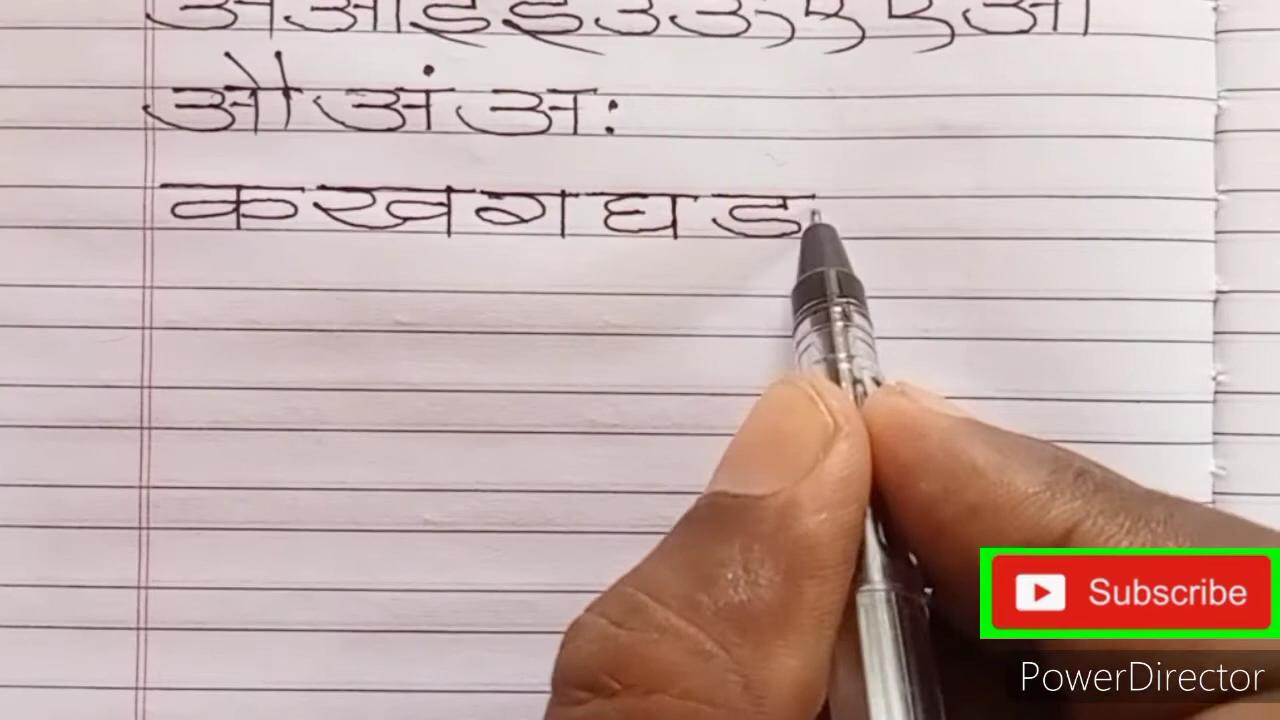 अ आ इ ई उ ऊ ए ऐ ओ
औ अं अः
क ख ग घ ड
Subscribe
PowerDirector